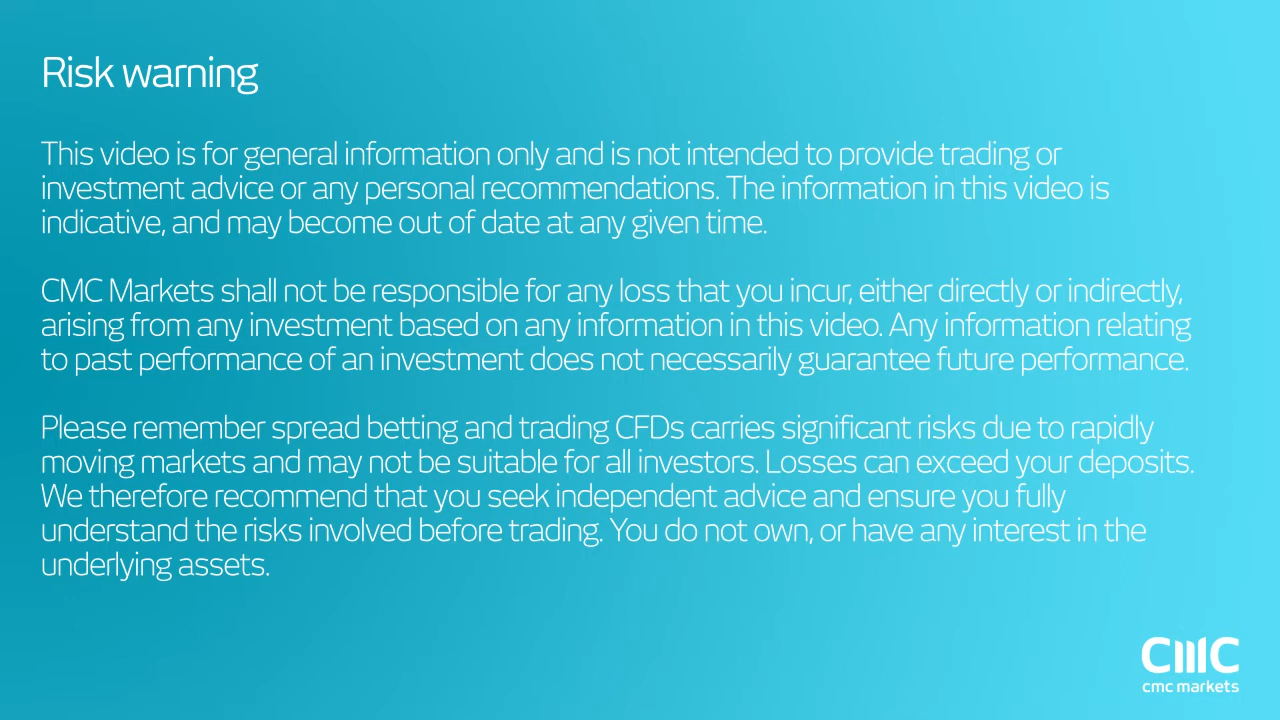 Risk warning
This video is for general information only and is not intended to provide trading or
investment advice or any personal recommendations. The information in this video is
indicative, and may become out of date at any given time.
CMC Markets shall not be responsible for any loss that you incur, either directly or indirectly,
arising from any investment based on any information in this video. Any information relating
to past performance of an investment does not necessarily guarantee future performance.
Please remember spread betting and trading CFDs carries significant risks due to rapidly
moving markets and may not be suitable for all investors. Losses can exceed your deposits.
We therefore recommend that you seek independent advice and ensure you fully
understand the risks involved before trading. You do not own, or have any interest in the
underlying assets.
CMC
cmc markets